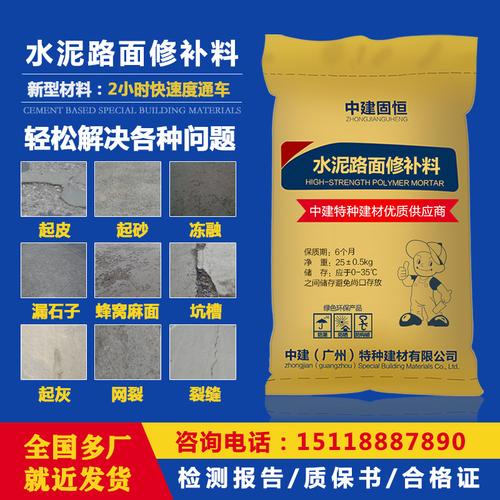 水泥路面修补料
新型材料：2小时快速度通车
CEMENT BASED SPECIAL BUILDING MATERIALS
轻松解决各种问题
起皮
起砂
冻融
漏石子
蜂窝麻面
坑槽
起灰
网裂
裂缝
中建固恒
ZHONGJIANGUHENG
水泥路面修补料
HIGH-STRENGTH POLYMER MORTAR
中建特种建材优质供应商
保质期：6个月
净 重：25±0.5kg
储 存：应于0-35℃
之间储存避免尚口存放
绿色环保产品
中建（广州）特种建材有限公司
zhongjian (guangzhou) Special Building Materials Co., Ltd.
全国多厂
就近发货
咨询电话：15118887890
检测报告/质保书/合格证